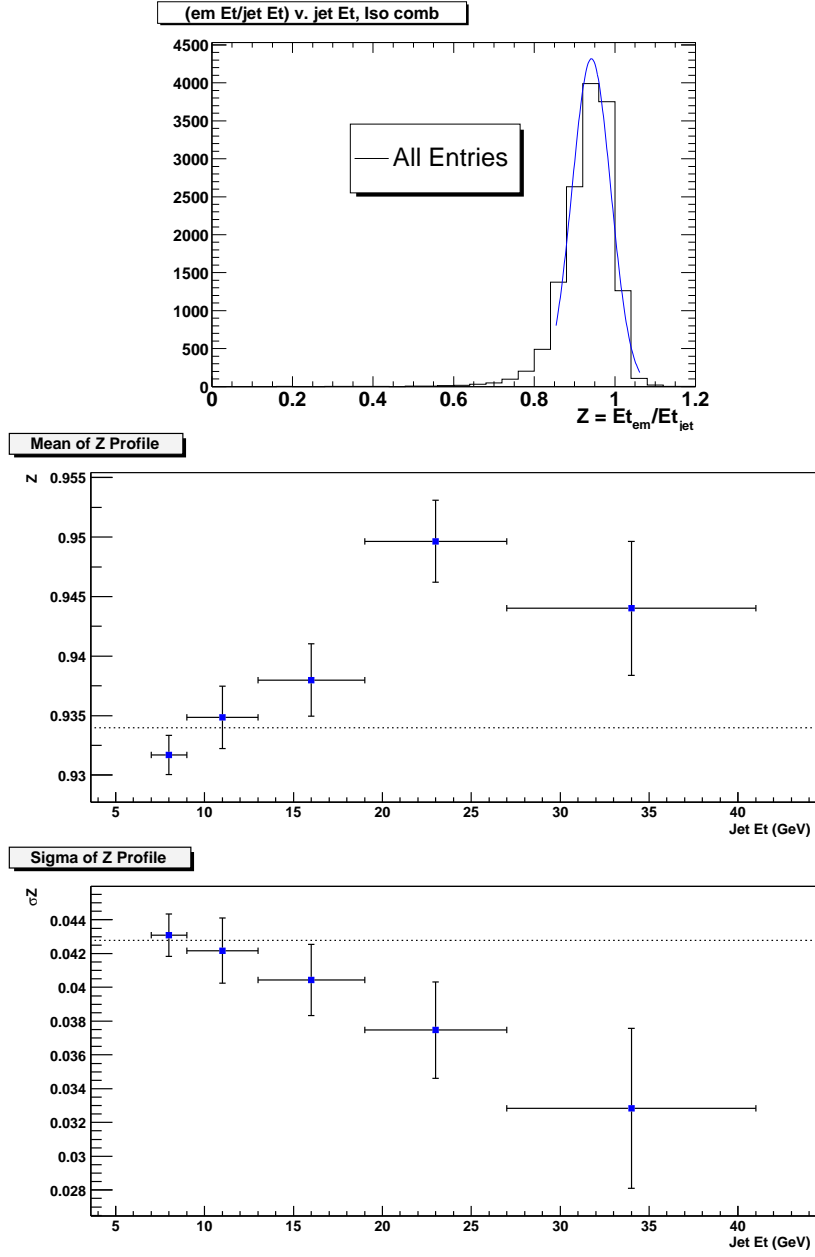 (em Et/jet Et) v. jet Et, Iso comb
4500
4000
3500
3000
2500
2000
1500
1000
500
0
All Entries
0 0.2 0.4 0.6 0.8 1 1.2
Z = Et_em/Et_jet
Mean of Z Profile
Z
0.955
0.95
0.945
0.94
0.935
0.93
5 10 15 20 25 30 35 40
Jet Et (GeV)
Sigma of Z Profile
σZ
0.044
0.042
0.04
0.038
0.036
0.034
0.032
0.03
0.028
5 10 15 20 25 30 35 40
Jet Et (GeV)